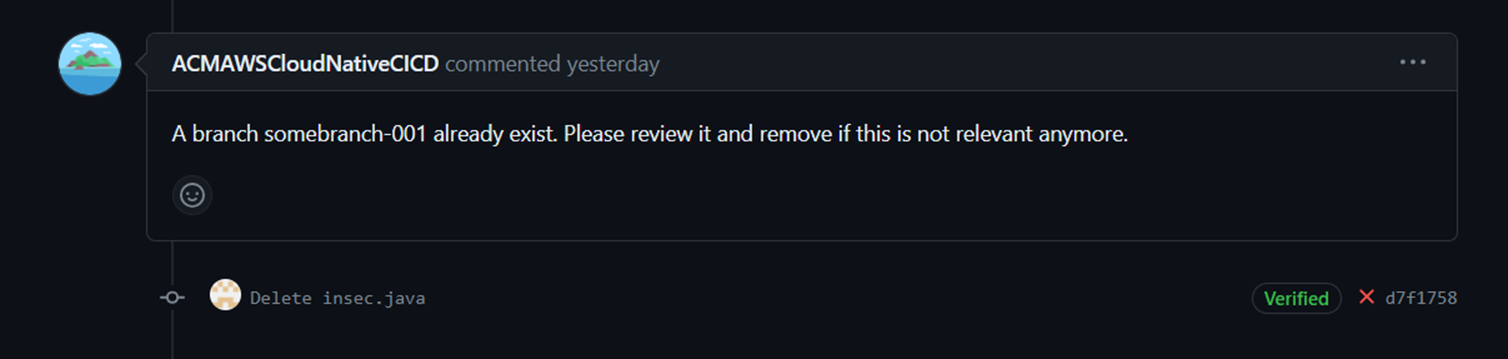 ACMAWSCloudNativeCICD commented yesterday
A branch somebranch-001 already exist. Please review it and remove if this is not relevant anymore.
Delete insec.java Verified d7f1758